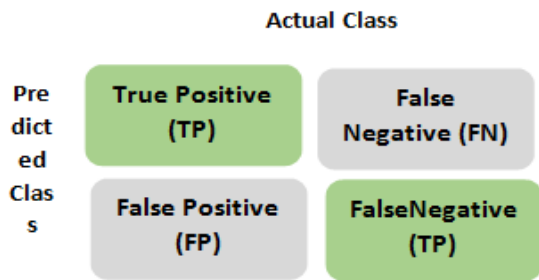 Actual Class
Pre
dict
ed
Clas
s
True Positive
(TP)
False
Negative (FN)
False Positive
(FP)
FalseNegative
(TP)